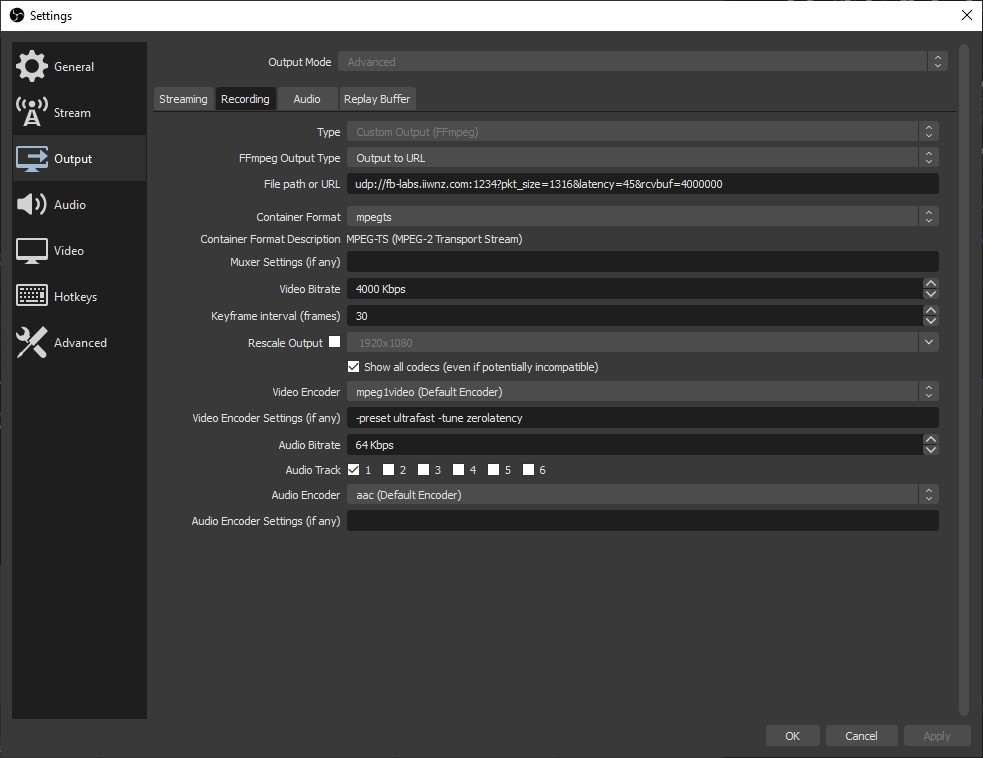 Settings
General
Stream
Output
Audio
Video
Hotkeys
Advanced
Output Mode Advanced
Streaming Recording Audio Replay Buffer
Type Custom Output (FFmpeg)
FFmpeg Output Type Output to URL
File path or URL udp://fb-labs.iiwnz.com:1234?pkt_size=1316&latency=45&rcvbuf=4000000
Container Format mpegts
Container Format Description MPEG-TS (MPEG-2 Transport Stream)
Muxer Settings (if any)
Video Bitrate 4000 Kbps
Keyframe interval (frames) 30
Rescale Output 1920x1080
Show all codecs (even if potentially incompatible)
Video Encoder mpeg1video (Default Encoder)
Video Encoder Settings (if any) -preset ultrafast -tune zerolatency
Audio Bitrate 64 Kbps
Audio Track 1 2 3 4 5 6
Audio Encoder aac (Default Encoder)
Audio Encoder Settings (if any)
OK Cancel Apply